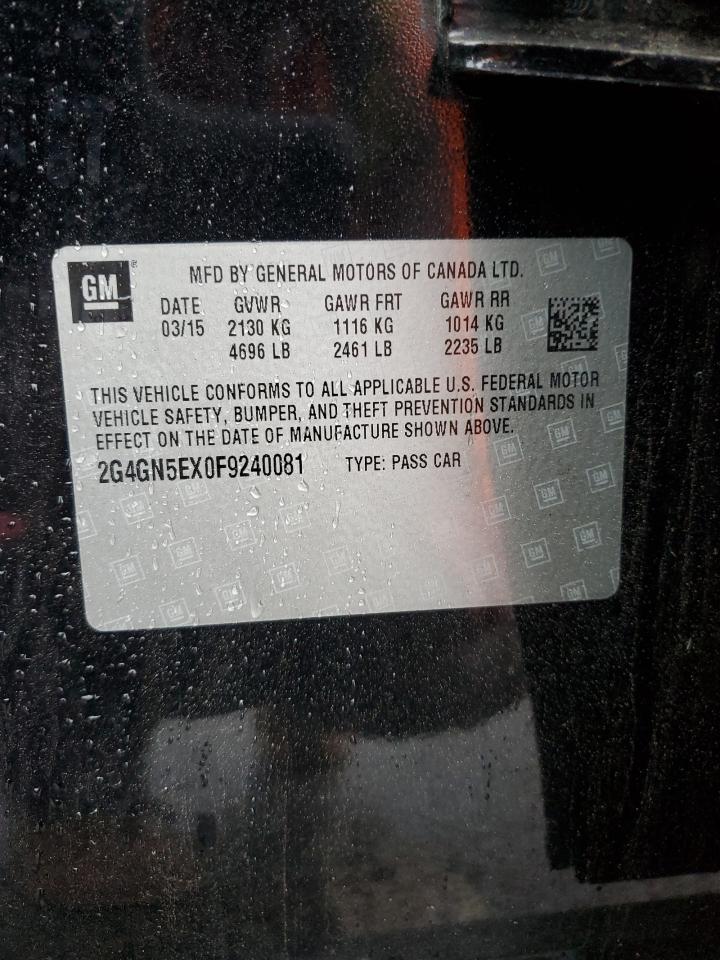 GM
MFD BY GENERAL MOTORS OF CANADA LTD.
DATE GVWR GAWR FRT GAWR RR
03/15 2130 KG 1116 KG 1014 KG
4696 LB 2461 LB 2235 LB
THIS VEHICLE CONFORMS TO ALL APPLICABLE U.S. FEDERAL MOTOR
VEHICLE SAFETY, BUMPER, AND THEFT PREVENTION STANDARDS IN
EFFECT ON THE DATE OF MANUFACTURE SHOWN ABOVE.
2G4GN5EX0F9240081 TYPE: PASS CAR